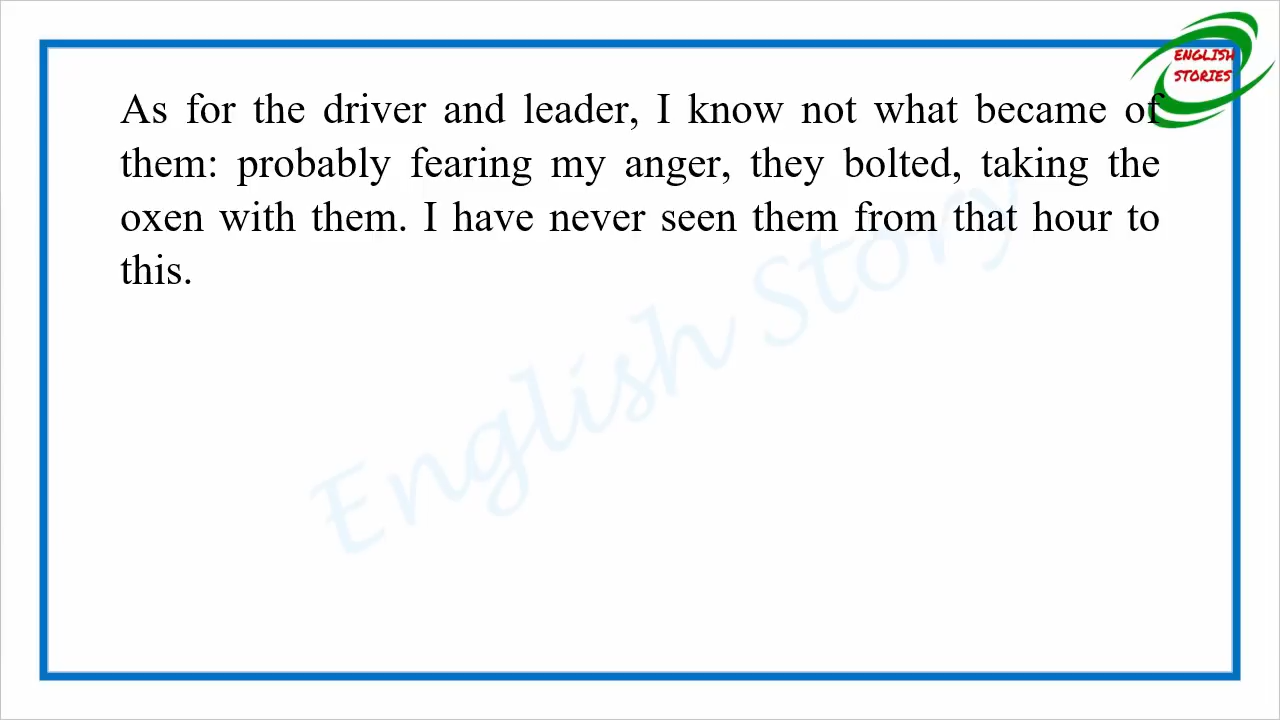 ENGLISH
STORIES
As for the driver and leader, I know not what became of
them: probably fearing my anger, they bolted, taking the
oxen with them. I have never seen them from that hour to
this.
English Story